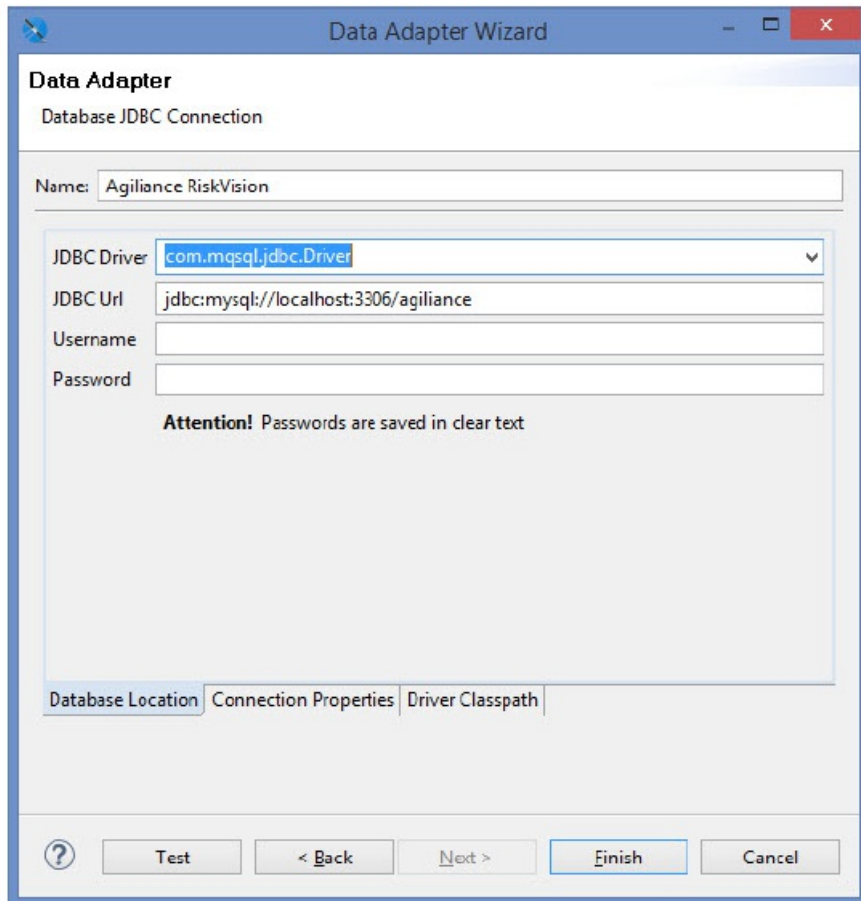 Data Adapter Wizard
Data Adapter
Database JDBC Connection
Name: Agiliance RiskVision
JDBC Driver com.mqsql.jdbc.Driver
JDBC Url jdbc:mysql://localhost:3306/agiliance
Username
Password
Attention! Passwords are saved in clear text
Database Location Connection Properties Driver Classpath
? Test < Back Next > Finish Cancel